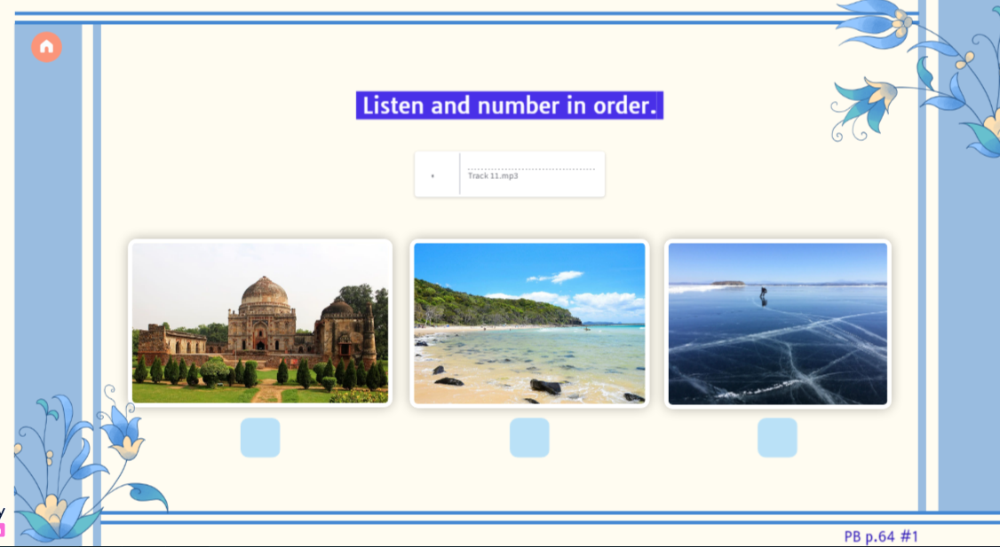 Listen and number in order.
Track 11.mp3
y
PB p.64 #1